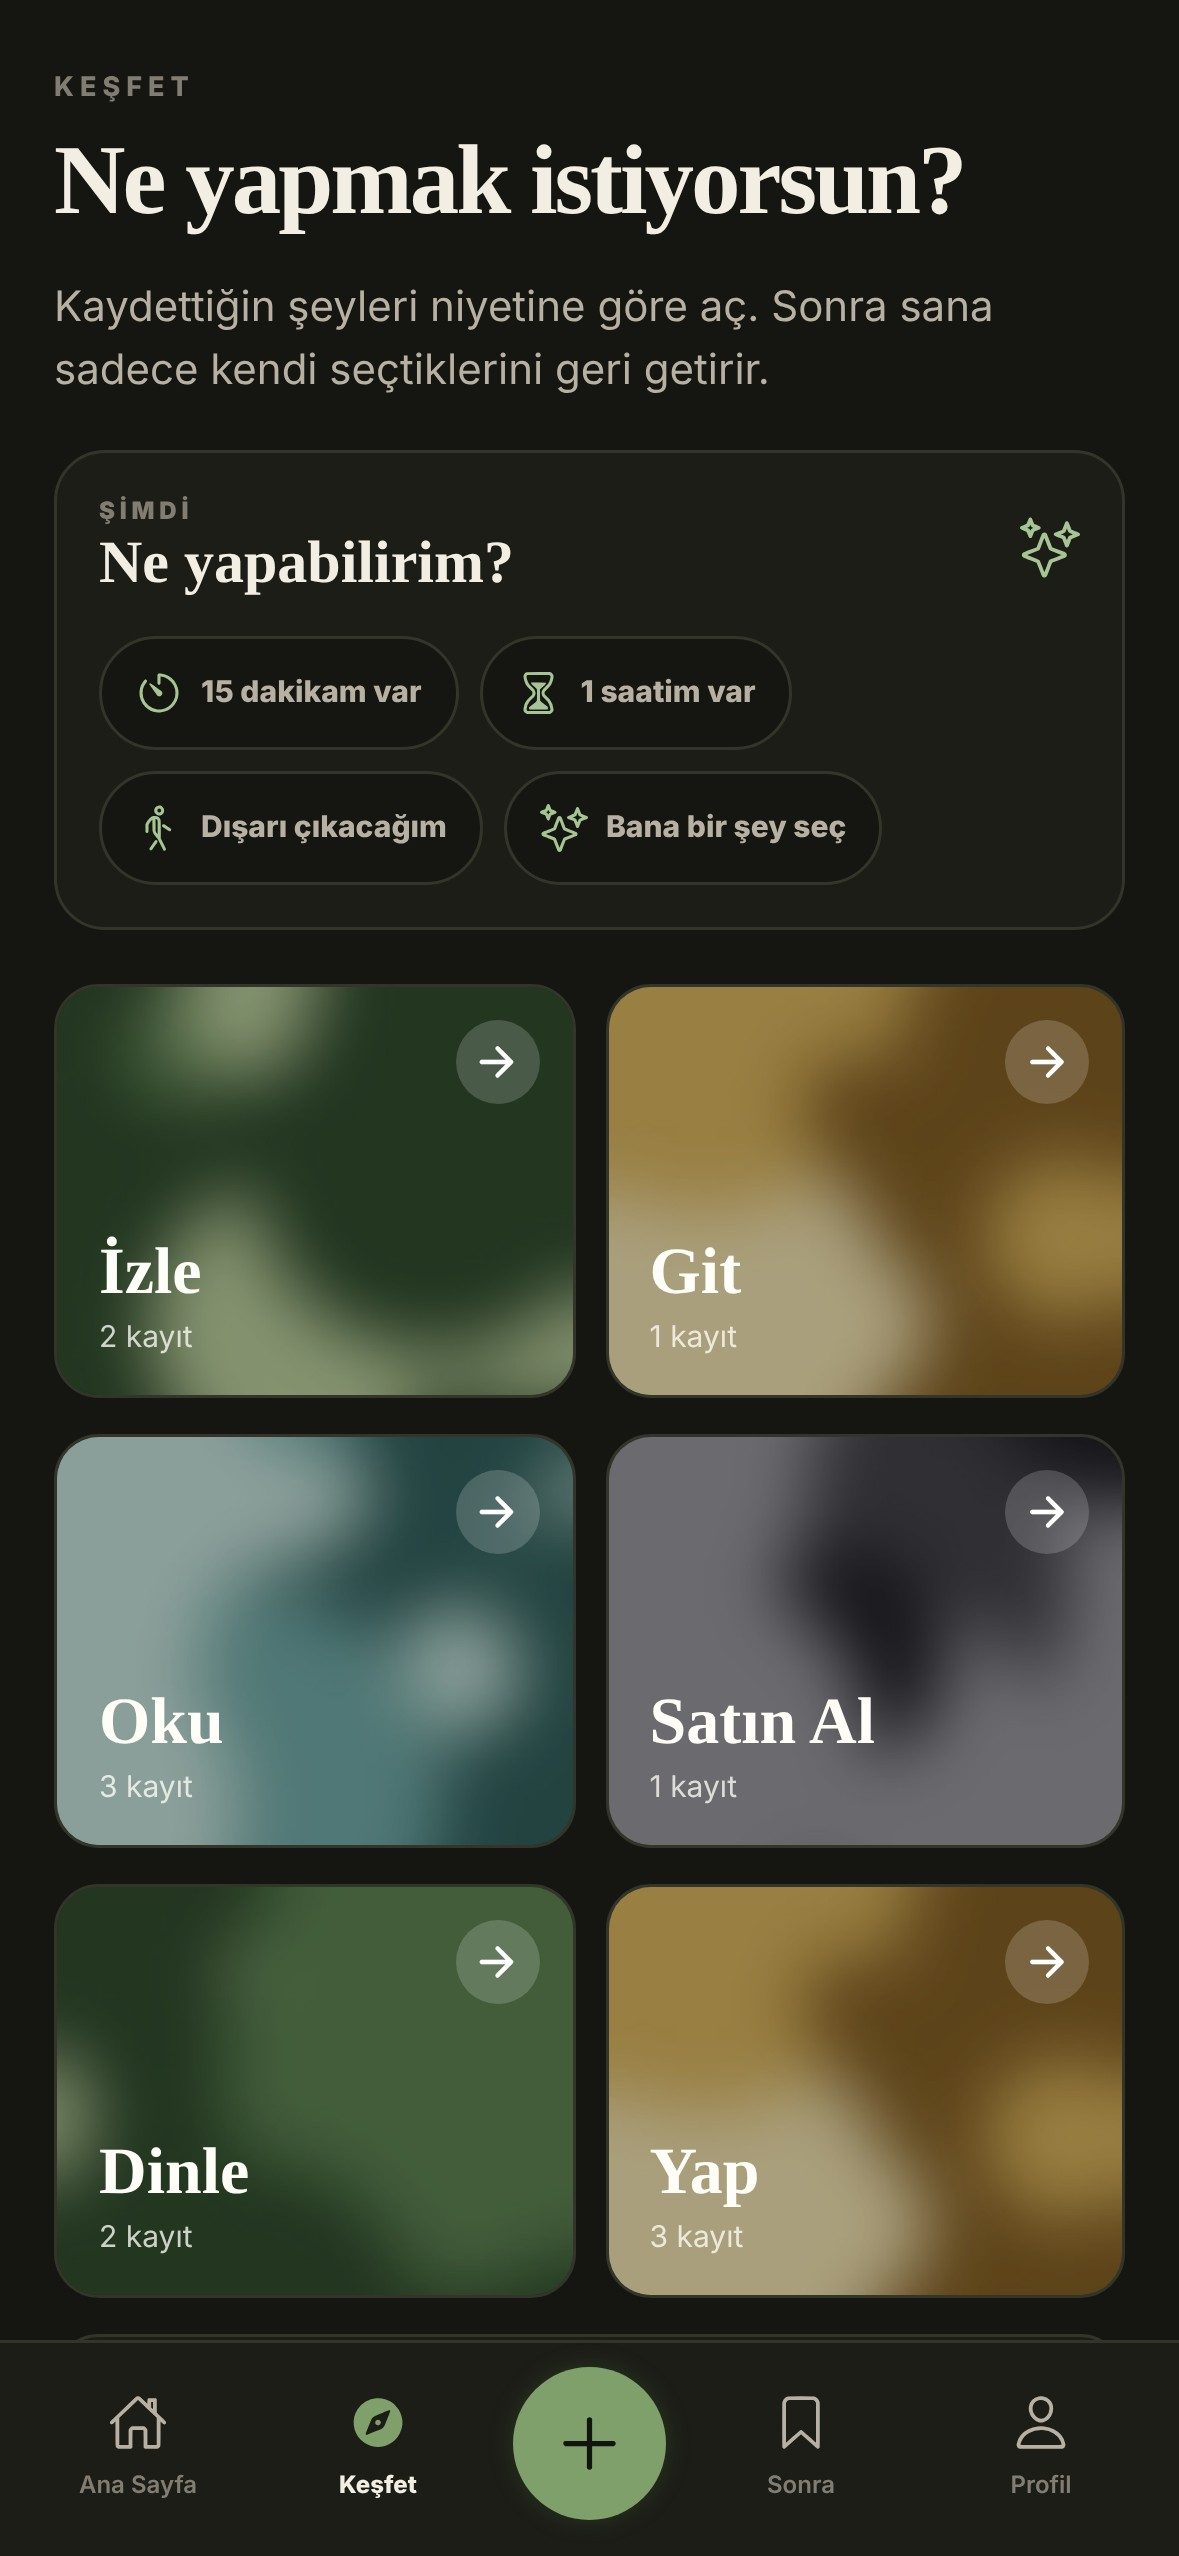 KEŞFET
Ne yapmak istiyorsun?
Kaydettiğin şeyleri niyetine göre aç. Sonra sana
sadece kendi seçtiklerini geri getirir.
ŞİMDİ
Ne yapabilirim?
15 dakikam var
1 saatim var
Dışarı çıkacağım
Bana bir şey seç
İzle
2 kayıt
Git
1 kayıt
Oku
3 kayıt
Satın Al
1 kayıt
Dinle
2 kayıt
Yap
3 kayıt
Ana Sayfa
Keşfet
Sonra
Profil